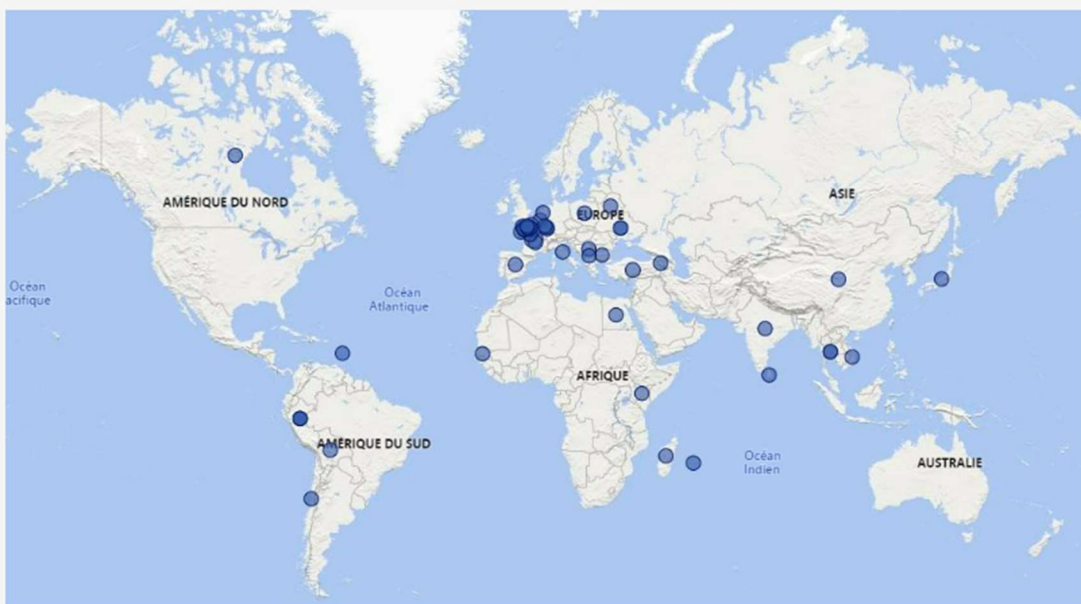 ASIE
AMÉRIQUE DU NORD
EUROPE
Océan
acifique
Océan
Atlantique
AFRIQUE
AMÉRIQUE DU SUD
Océan
Indien
AUSTRALIE